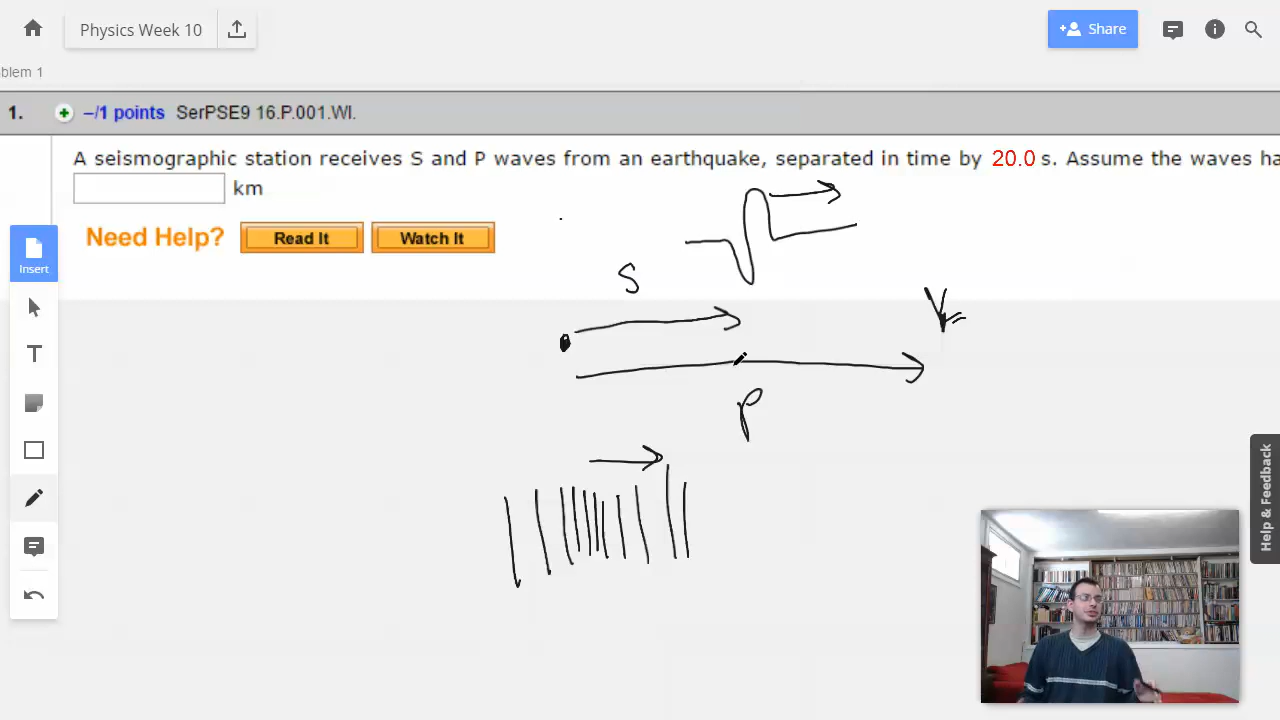 Physics Week 10
Share
blem 1
1. –/1 points SerPSE9 16.P.001.WI.
A seismographic station receives S and P waves from an earthquake, separated in time by 20.0 s. Assume the waves ha
km
Need Help? Read It Watch It
Insert
T
S
V=
P
Help & Feedback